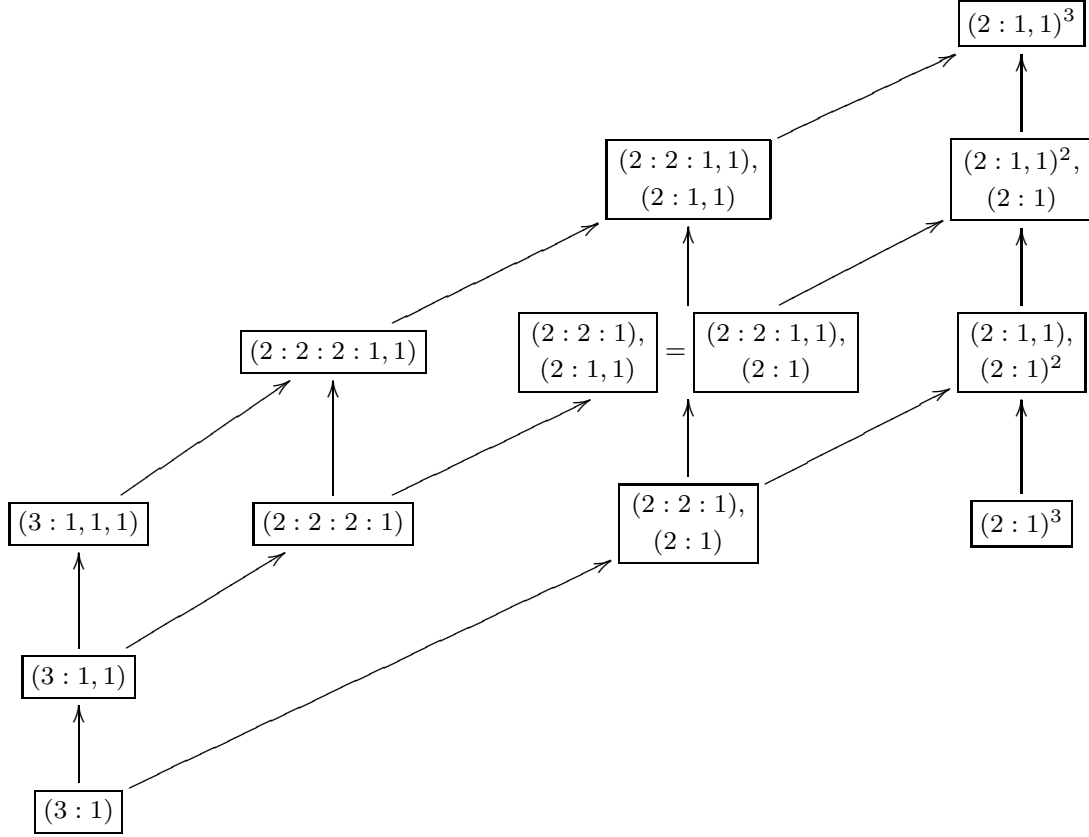 (2 : 1, 1)³
(2 : 2 : 1, 1),
(2 : 1, 1)
(2 : 1, 1)²,
(2 : 1)
(2 : 2 : 2 : 1, 1)
(2 : 2 : 1),
(2 : 1, 1)
=
(2 : 2 : 1, 1),
(2 : 1)
(2 : 1, 1),
(2 : 1)²
(3 : 1, 1, 1)
(2 : 2 : 2 : 1)
(2 : 2 : 1),
(2 : 1)
(2 : 1)³
(3 : 1, 1)
(3 : 1)